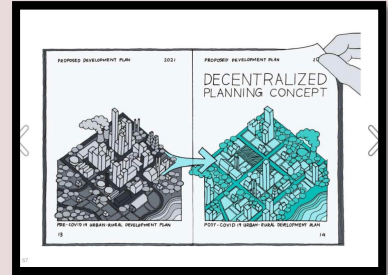 PROPOSED DEVELOPMENT PLAN 2021
PRE-COVID 19 URBAN-RURAL DEVELOPMENT PLAN
13
PROPOSED DEVELOPMENT PLAN
DECENTRALIZED
PLANNING CONCEPT
POST-COVID 19 URBAN-RURAL DEVELOPMENT PLAN
14